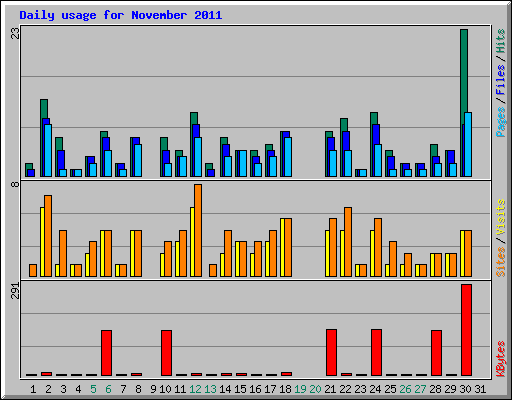 Daily usage for November 2011
23
Pages / Files / Hits
8
Sites / Visits
291
KBytes
1 2 3 4 5 6 7 8 9 10 11 12 13 14 15 16 17 18 19 20 21 22 23 24 25 26 27 28 29 30 31